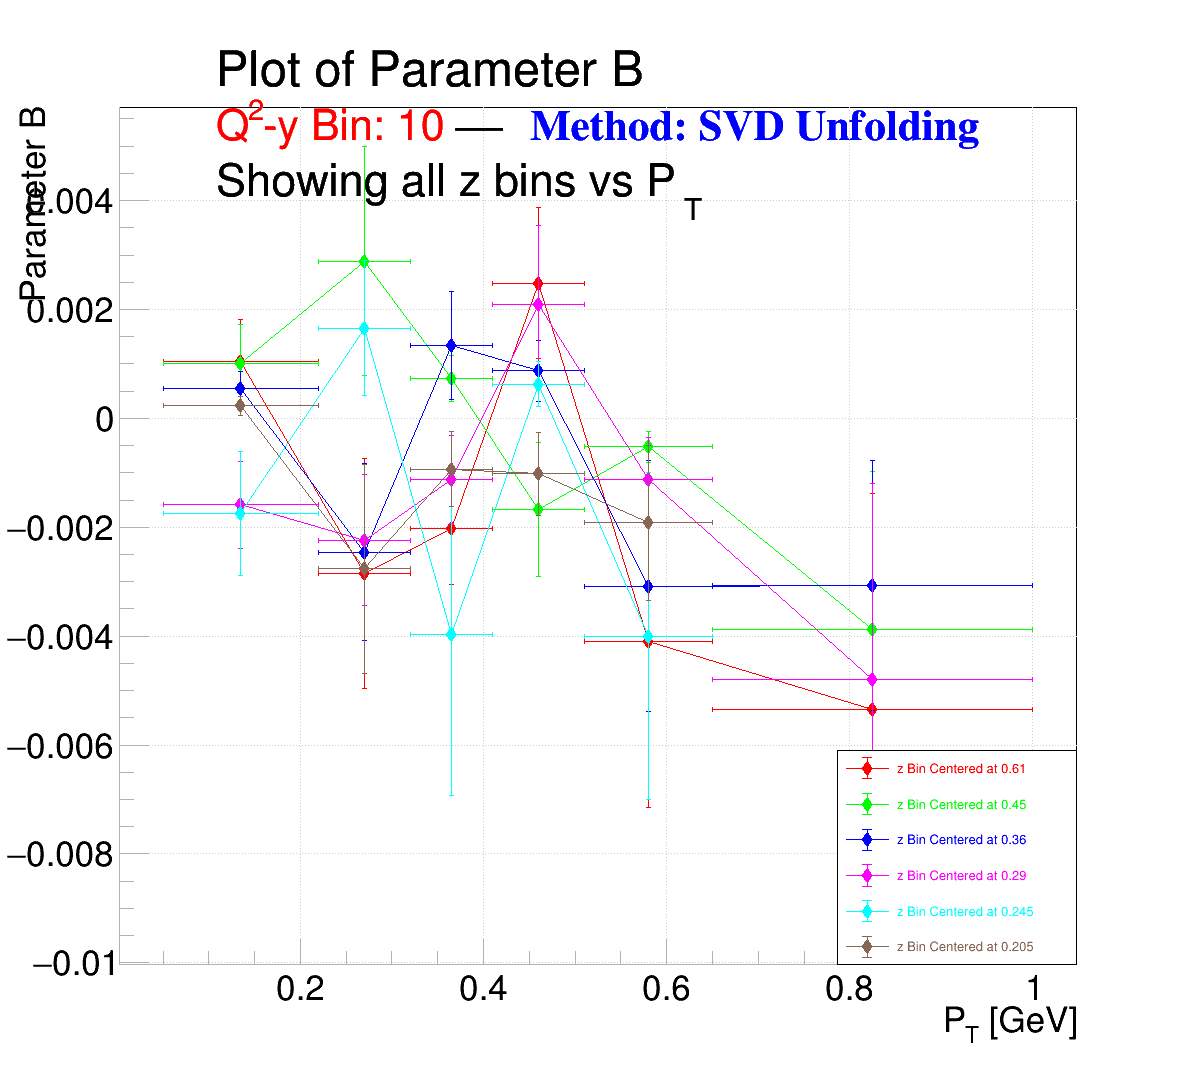 Plot of Parameter B
Q²-y Bin: 10 — Method: SVD Unfolding
Showing all z bins vs P_T
Parameter B
0.004
0.002
0
−0.002
−0.004
−0.006
−0.008
−0.01
0.2 0.4 0.6 0.8 1
P_T [GeV]
z Bin Centered at 0.61
z Bin Centered at 0.45
z Bin Centered at 0.36
z Bin Centered at 0.29
z Bin Centered at 0.245
z Bin Centered at 0.205